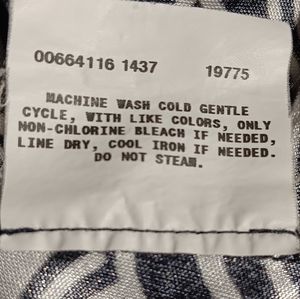 00664116 1437 19775
MACHINE WASH COLD GENTLE
CYCLE, WITH LIKE COLORS, ONLY
NON-CHLORINE BLEACH IF NEEDED,
LINE DRY, COOL IRON IF NEEDED.
DO NOT STEAM.